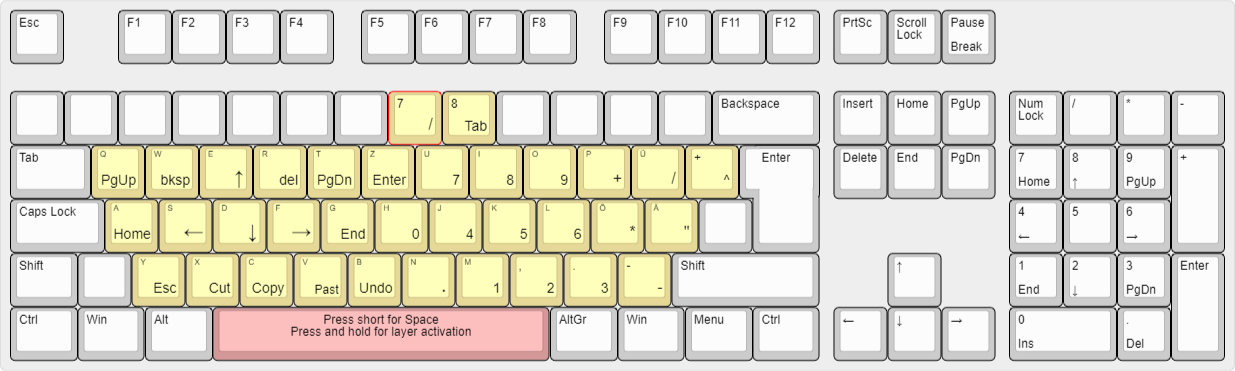 Esc F1 F2 F3 F4 F5 F6 F7 F8 F9 F10 F11 F12 PrtSc Scroll Lock Pause Break
7 / 8 Tab Backspace Insert Home PgUp Num Lock / * -
Tab Q PgUp W bksp E ↑ R del T PgDn Z Enter U 7 I 8 O 9 P + Ü / + ^ Enter Delete End PgDn 7 Home 8 ↑ 9 PgUp +
Caps Lock A Home S ← D ↓ F → G End H 0 J 4 K 5 L 6 Ö * Ä " 4 ← 5 6 →
Shift Y Esc X Cut C Copy V Past B Undo N . M 1 , 2 . 3 - - Shift ↑ 1 End 2 ↓ 3 PgDn Enter
Ctrl Win Alt Press short for Space
Press and hold for layer activation
AltGr Win Menu Ctrl ← ↓ → 0 Ins . Del